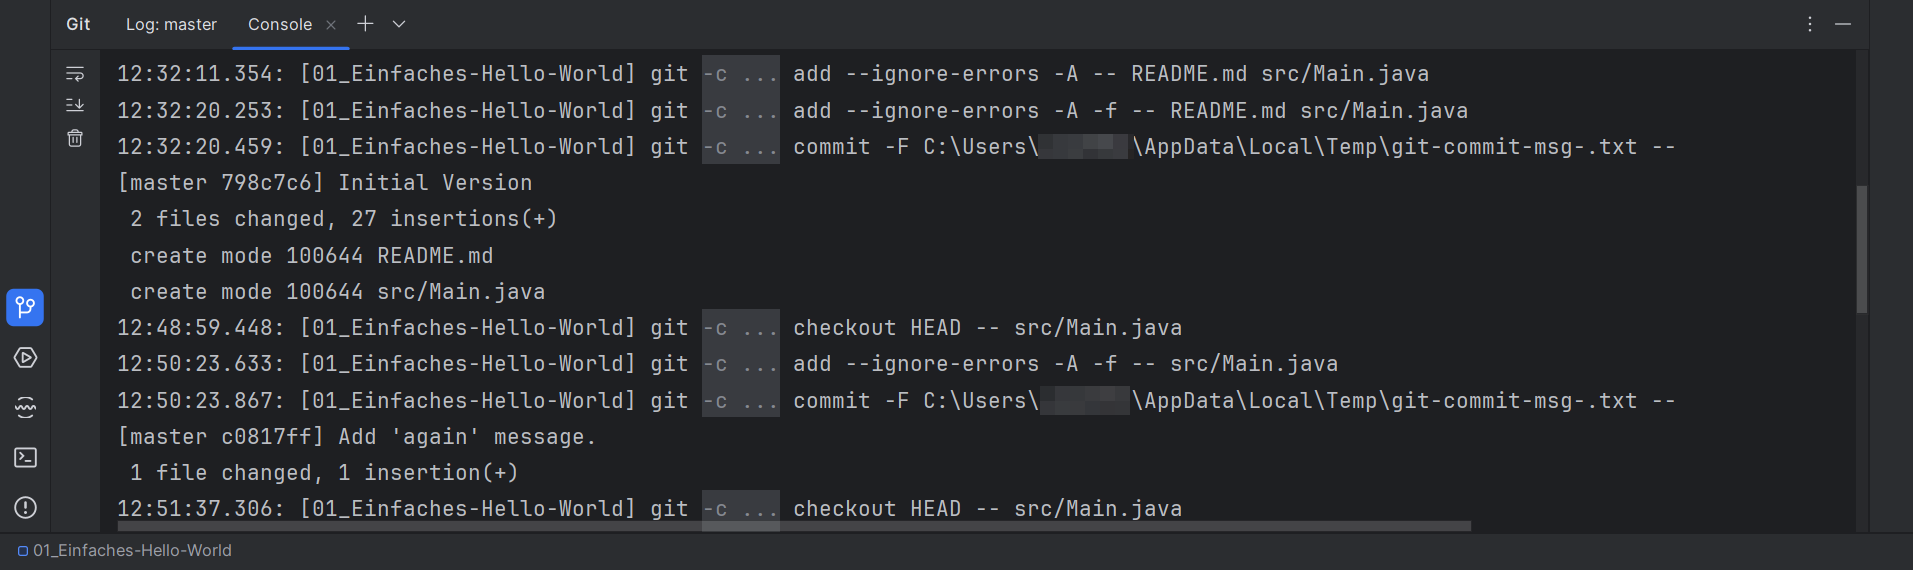 Git Log: master Console
12:32:11.354: [01_Einfaches-Hello-World] git -c ... add --ignore-errors -A -- README.md src/Main.java
12:32:20.253: [01_Einfaches-Hello-World] git -c ... add --ignore-errors -A -f -- README.md src/Main.java
12:32:20.459: [01_Einfaches-Hello-World] git -c ... commit -F C:\Users\ \AppData\Local\Temp\git-commit-msg-.txt --
[master 798c7c6] Initial Version
2 files changed, 27 insertions(+)
create mode 100644 README.md
create mode 100644 src/Main.java
12:48:59.448: [01_Einfaches-Hello-World] git -c ... checkout HEAD -- src/Main.java
12:50:23.633: [01_Einfaches-Hello-World] git -c ... add --ignore-errors -A -f -- src/Main.java
12:50:23.867: [01_Einfaches-Hello-World] git -c ... commit -F C:\Users\ \AppData\Local\Temp\git-commit-msg-.txt --
[master c0817ff] Add 'again' message.
1 file changed, 1 insertion(+)
12:51:37.306: [01_Einfaches-Hello-World] git -c ... checkout HEAD -- src/Main.java
01_Einfaches-Hello-World